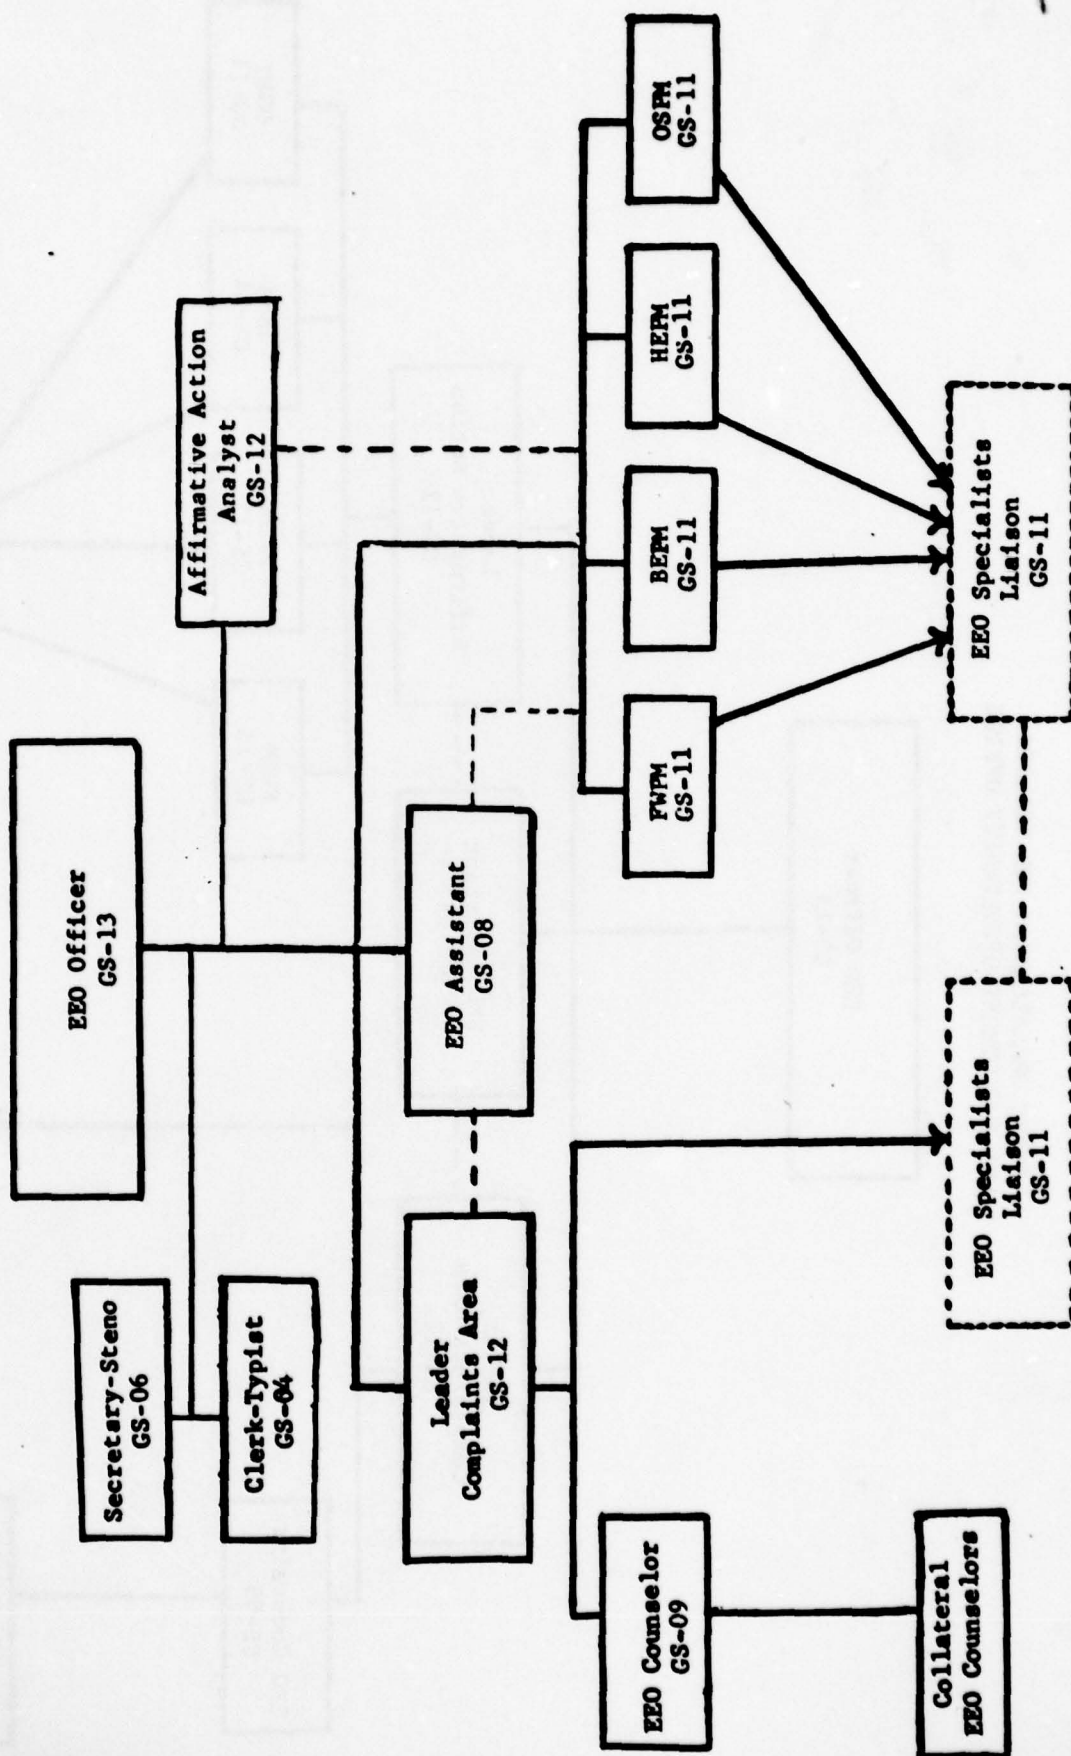 EEO Officer
GS-13
Secretary-Steno
GS-06
Clerk-Typist
GS-04
Affirmative Action
Analyst
GS-12
Leader
Complaints Area
GS-12
EEO Assistant
GS-08
EEO Counselor
GS-09
FWPM
GS-11
BEPM
GS-11
HEPM
GS-11
OSPM
GS-11
Collateral
EEO Counselors
EEO Specialists
Liaison
GS-11
EEO Specialists
Liaison
GS-11